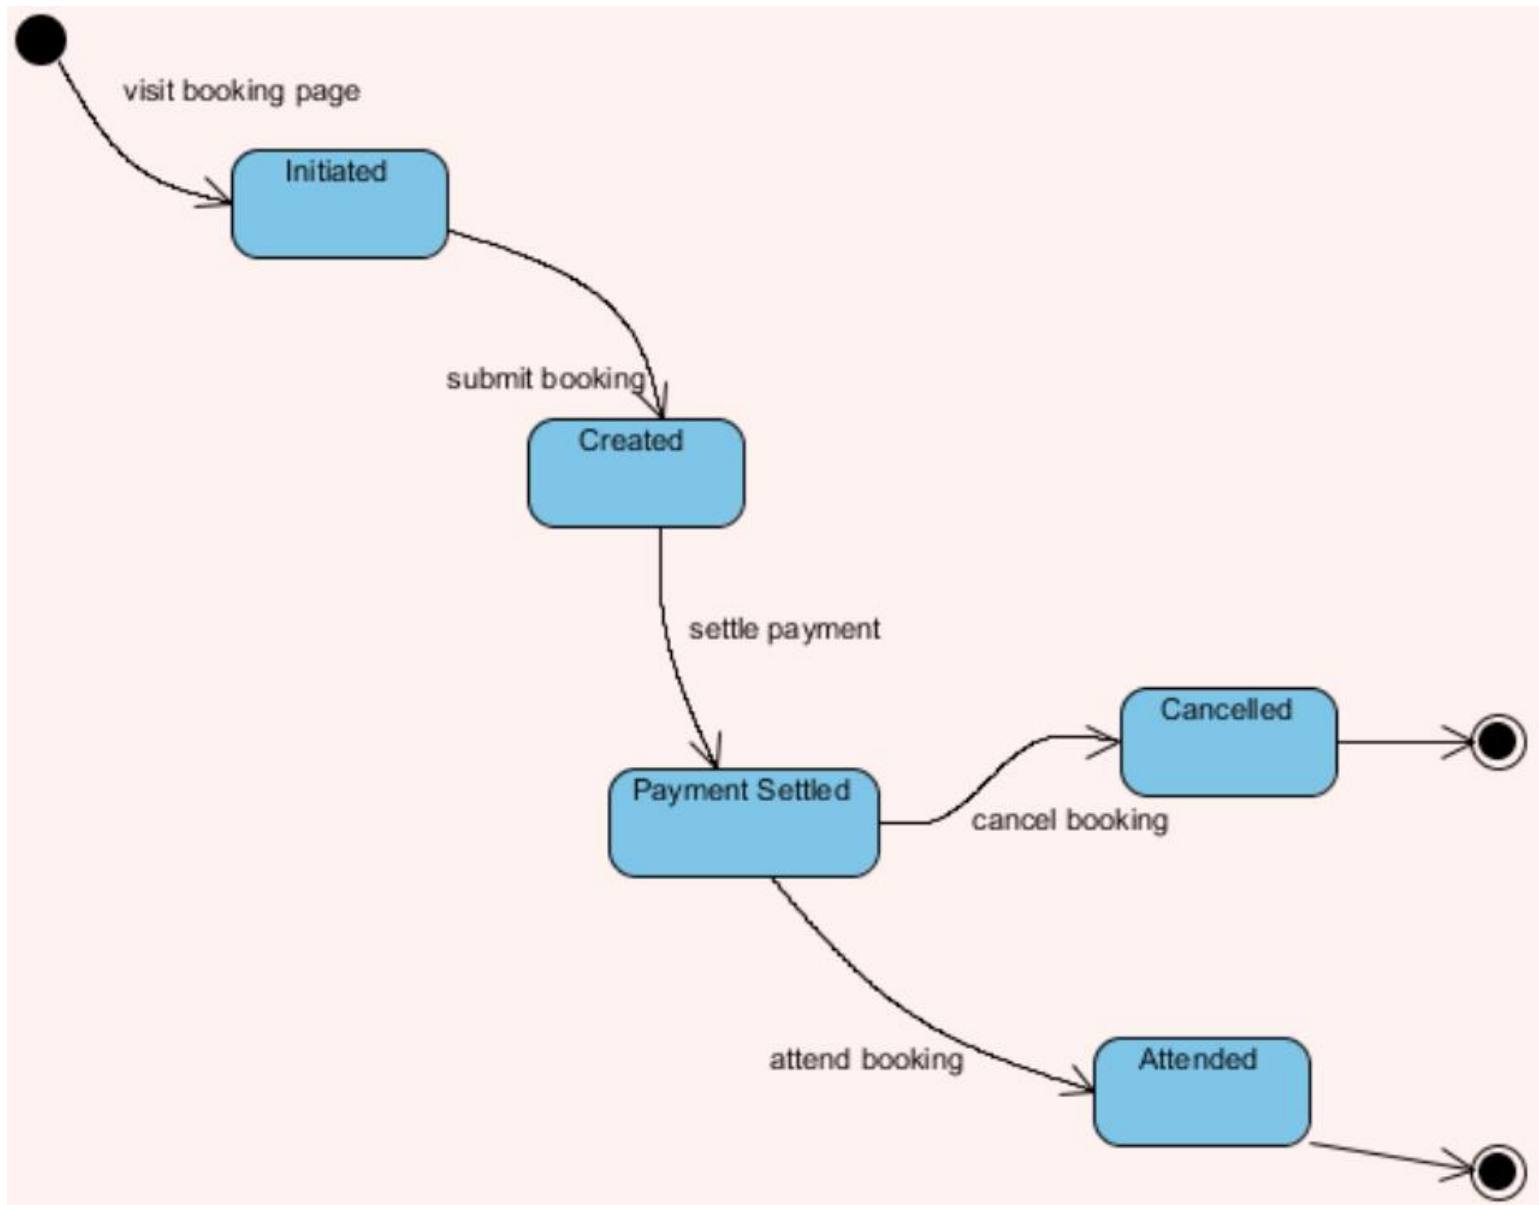 visit booking page
Initiated
submit booking
Created
settle payment
Cancelled
Payment Settled
cancel booking
attend booking
Attended